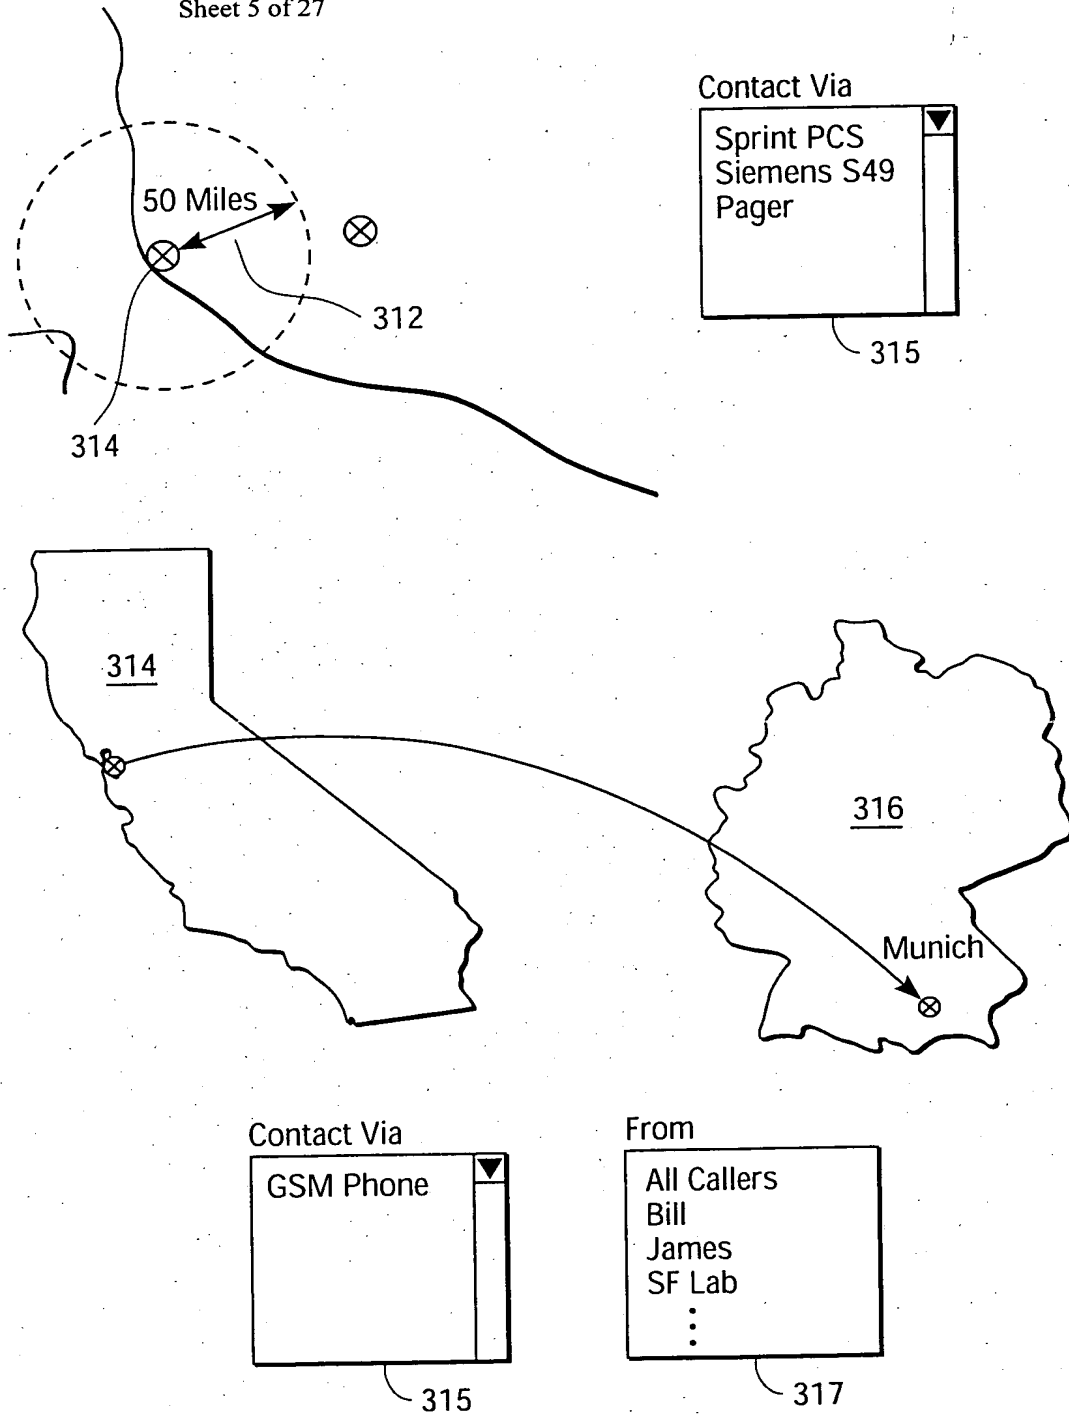 Sheet 5 of 27
Contact Via
Sprint PCS
Siemens S49
Pager
315
50 Miles
312
314
314
316
Munich
Contact Via
GSM Phone
315
From
All Callers
Bill
James
SF Lab
317